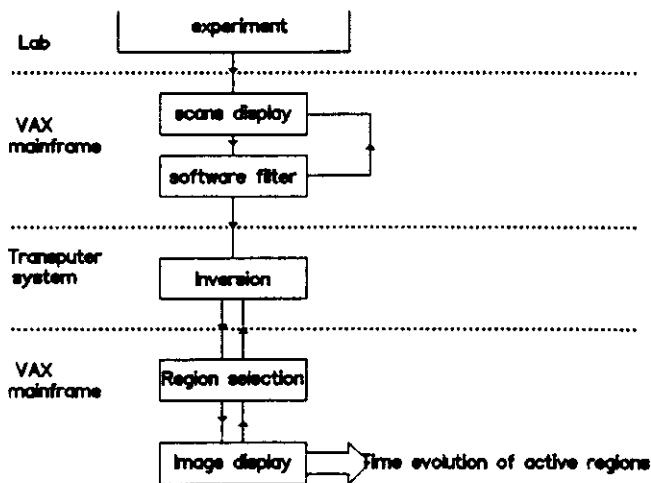 experiment
Lab
scans display
VAX
mainframe
software filter
Transputer
system
Inversion
VAX
mainframe
Region selection
Image display
Time evolution of active regions